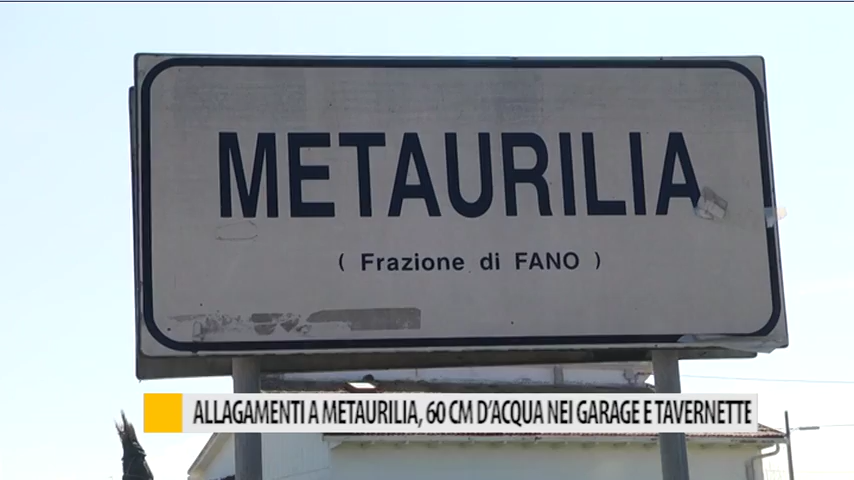 METAURILIA
( Frazione di FANO )
ALLAGAMENTI A METAURILIA, 60 CM D'ACQUA NEI GARAGE E TAVERNETTE